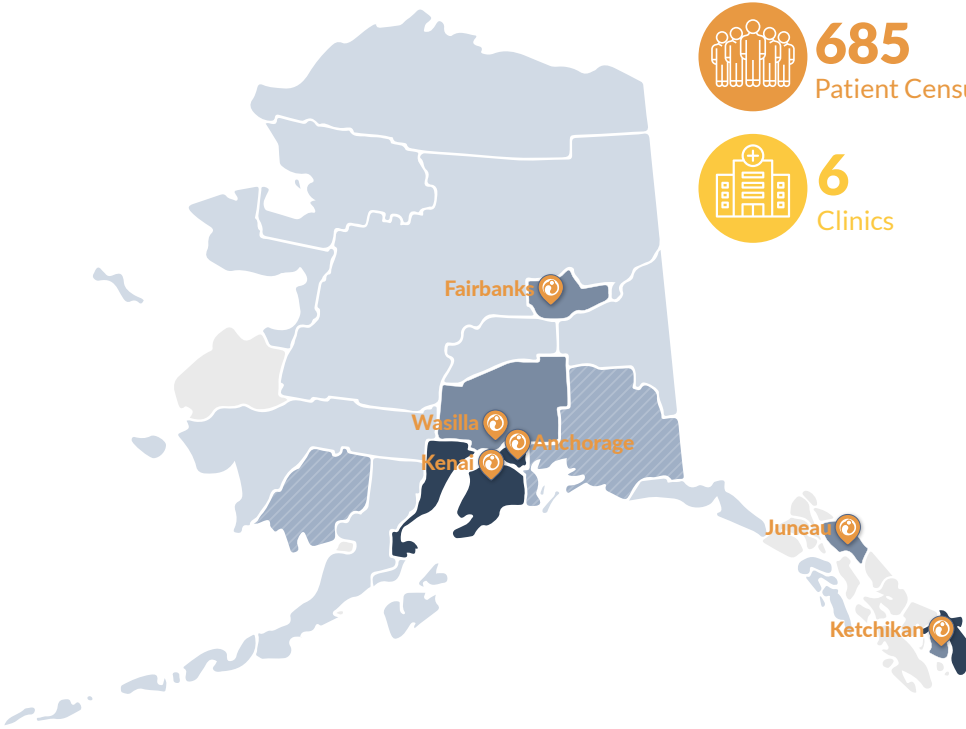 685
Patient Censu
6
Clinics
Fairbanks
Wasilla
Anchorage
Kenai
Juneau
Ketchikan